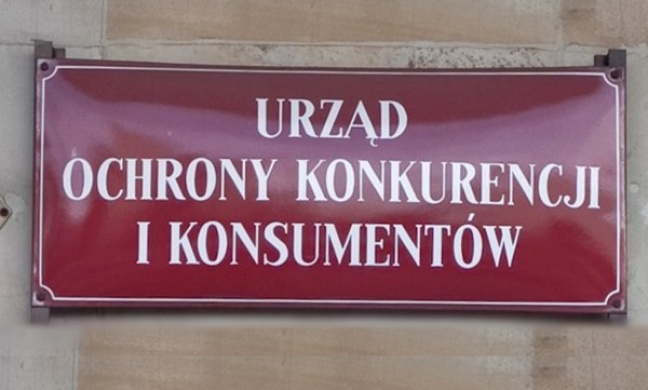 URZĄD
OCHRONY KONKURENCJI
I KONSUMENTÓW